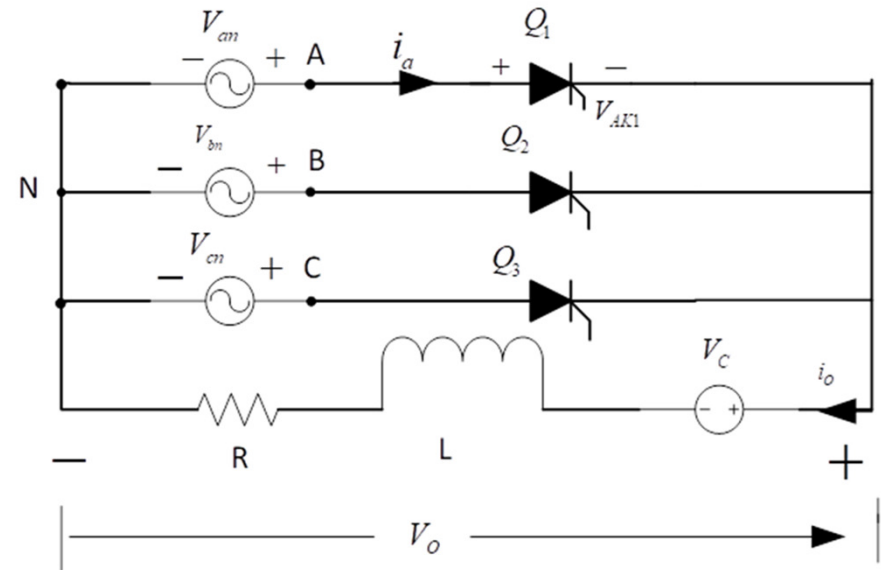 V_an
− + A i_a + Q_1 −
V_AK1
V_bn
N − + B Q_2
V_cn
− + C Q_3
V_C
i_o
− +
− R L +
V_O